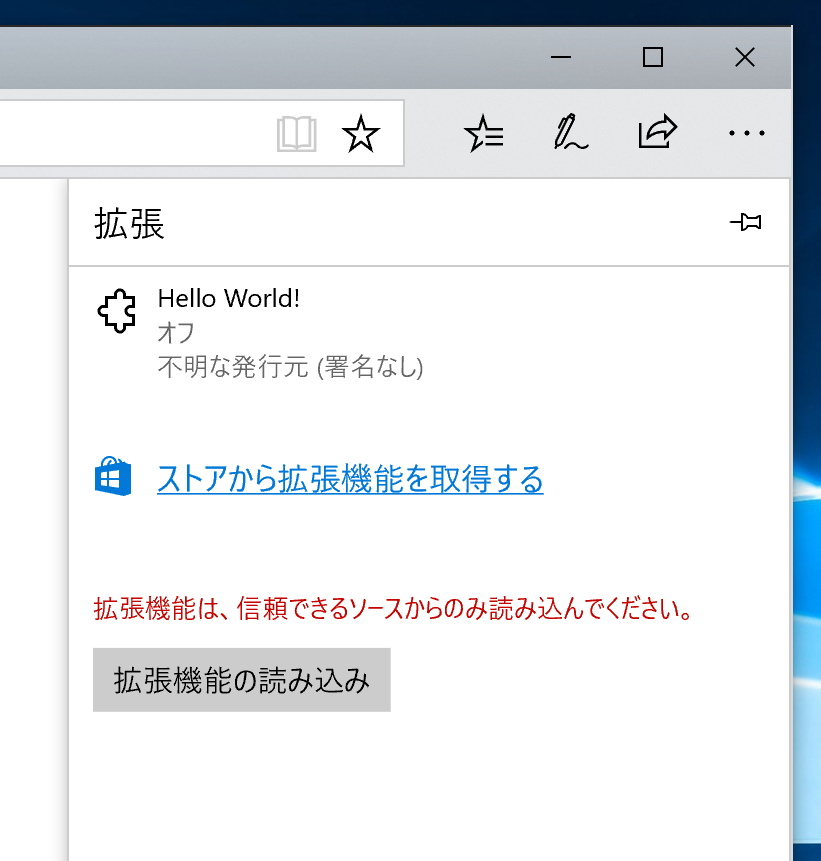 拡張
Hello World!
オフ
不明な発行元 (署名なし)
ストアから拡張機能を取得する
拡張機能は、信頼できるソースからのみ読み込んでください。
拡張機能の読み込み